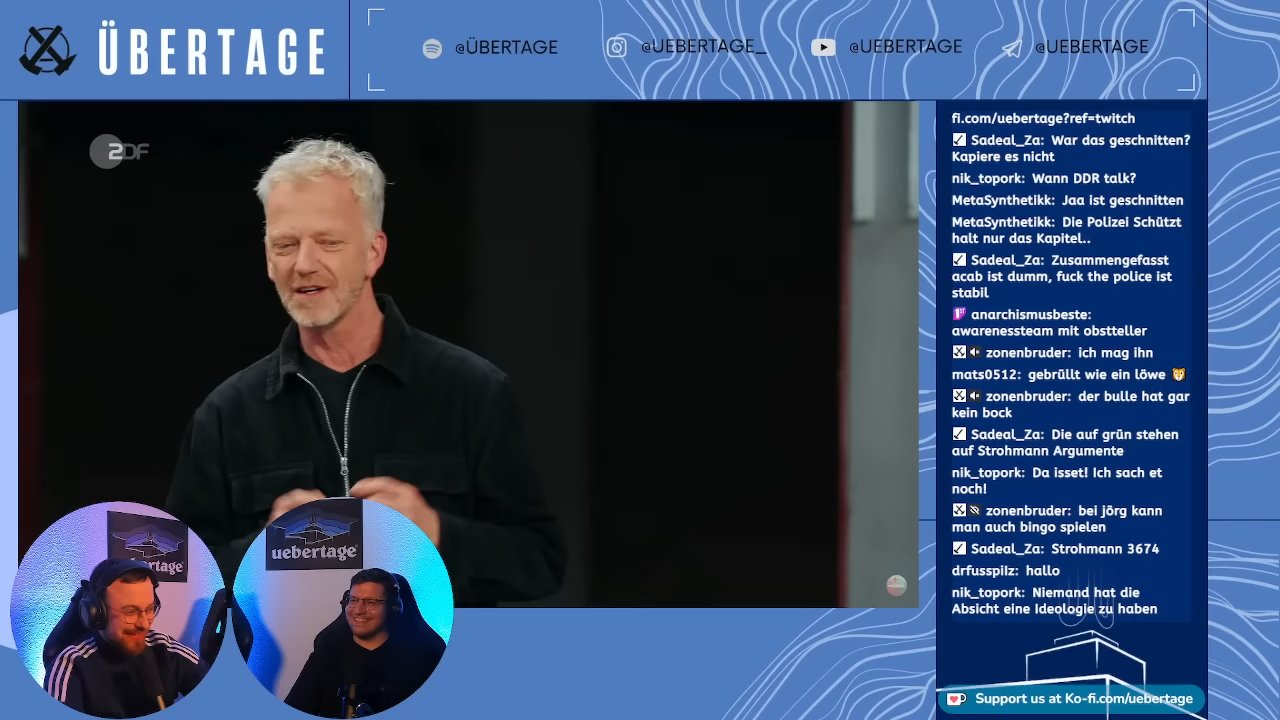 ÜBERTAGE
@ÜBERTAGE
@UEBERTAGE_
@UEBERTAGE
@UEBERTAGE
ZDF
fi.com/uebertage?ref=twitch
Sadeal_Za: War das geschnitten?
Kapiere es nicht
nik_topork: Wann DDR talk?
MetaSynthetikk: Jaa ist geschnitten
MetaSynthetikk: Die Polizei Schützt
halt nur das Kapitel..
Sadeal_Za: Zusammengefasst
acab ist dumm, fuck the police ist
stabil
anarchismusbeste:
awarenessteam mit obstteller
zonenbruder: ich mag ihn
mats0512: gebrüllt wie ein löwe
zonenbruder: der bulle hat gar
kein bock
Sadeal_Za: Die auf grün stehen
auf Strohmann Argumente
nik_topork: Da isset! Ich sach et
noch!
zonenbruder: bei jörg kann
man auch bingo spielen
Sadeal_Za: Strohmann 3674
drfusspilz: hallo
nik_topork: Niemand hat die
Absicht eine Ideologie zu haben
rtage
uebertage
Support us at Ko-fi.com/uebertage